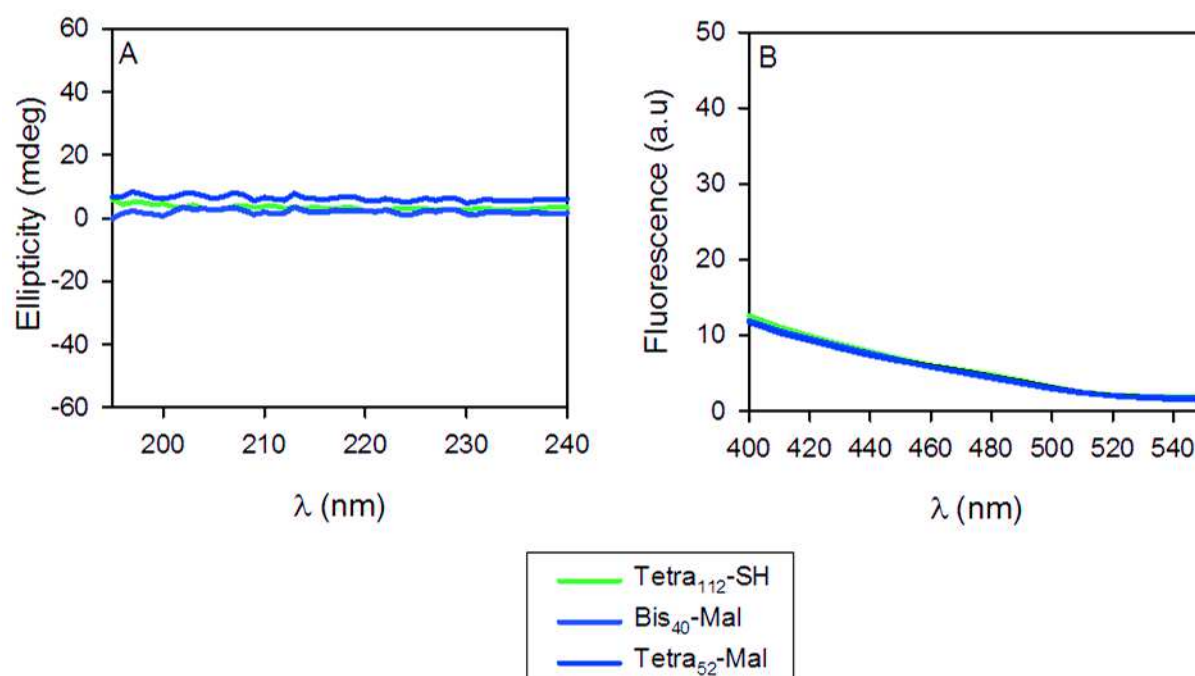 A
60
40
20
0
-20
-40
-60
Ellipticity (mdeg)
200 210 220 230 240
λ (nm)
B
50
40
30
20
10
0
Fluorescence (a.u)
400 420 440 460 480 500 520 540
λ (nm)
Tetra₁₁₂-SH
Bis₄₀-Mal
Tetra₅₂-Mal